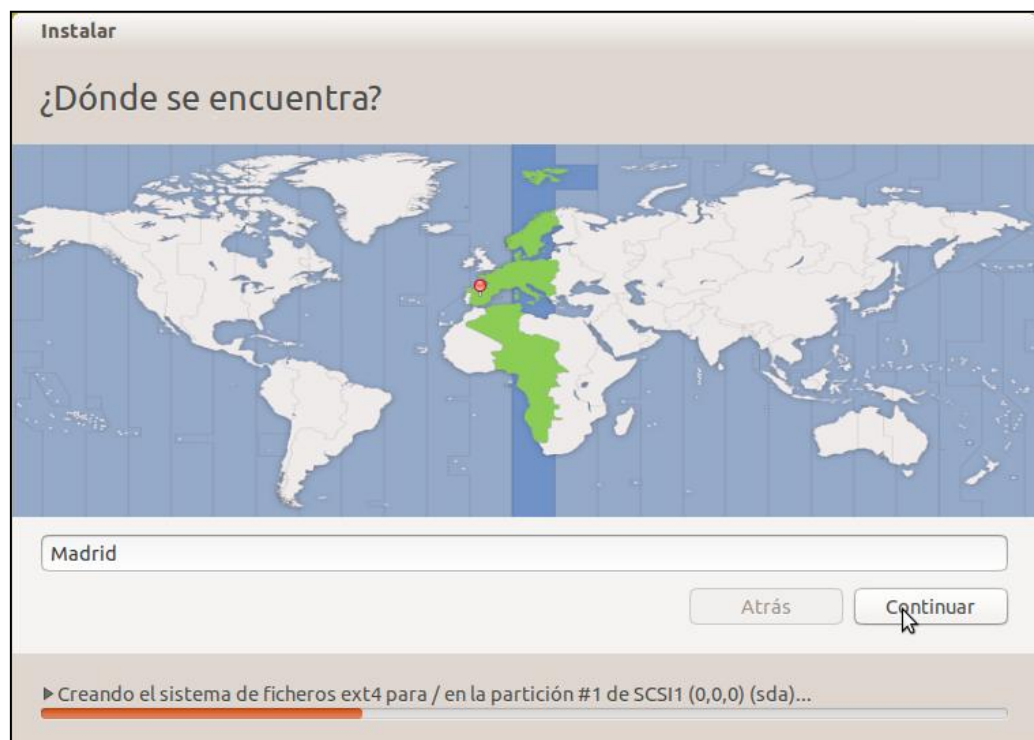 Instalar
¿Dónde se encuentra?
Madrid
Atrás
Continuar
Creando el sistema de ficheros ext4 para / en la partición #1 de SCSI1 (0,0,0) (sda)...